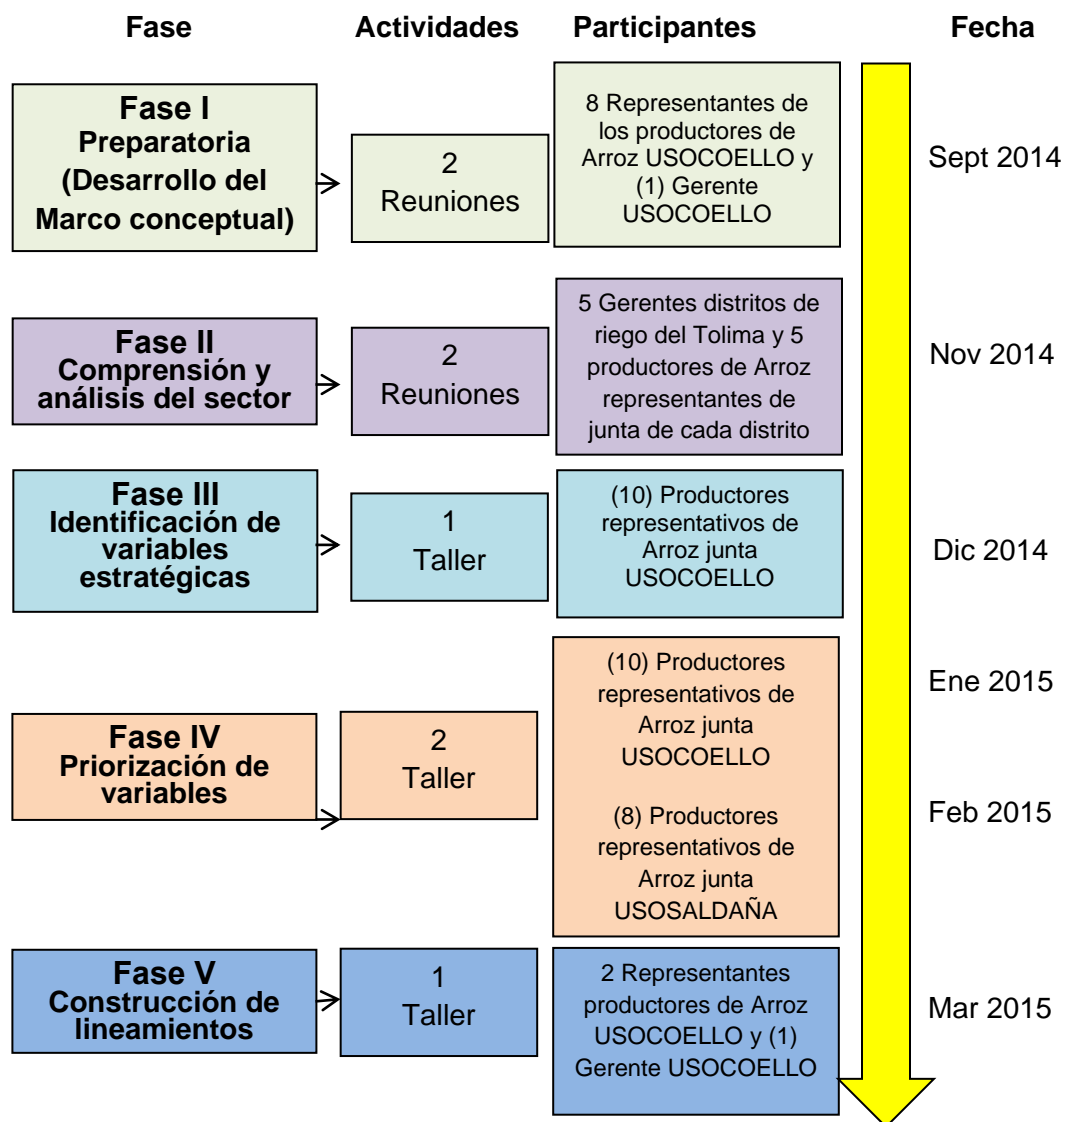 Fase Actividades Participantes Fecha
Fase I
Preparatoria
(Desarrollo del
Marco conceptual)
2
Reuniones
8 Representantes de
los productores de
Arroz USOCOELLO y
(1) Gerente
USOCOELLO
Sept 2014
Fase II
Comprensión y
análisis del sector
2
Reuniones
5 Gerentes distritos de
riego del Tolima y 5
productores de Arroz
representantes de
junta de cada distrito
Nov 2014
Fase III
Identificación de
variables
estratégicas
1
Taller
(10) Productores
representativos de
Arroz junta
USOCOELLO
Dic 2014
Fase IV
Priorización de
variables
2
Taller
(10) Productores
representativos de
Arroz junta
USOCOELLO
(8) Productores
representativos de
Arroz junta
USOSALDAÑA
Ene 2015
Feb 2015
Fase V
Construcción de
lineamientos
1
Taller
2 Representantes
productores de Arroz
USOCOELLO y (1)
Gerente USOCOELLO
Mar 2015